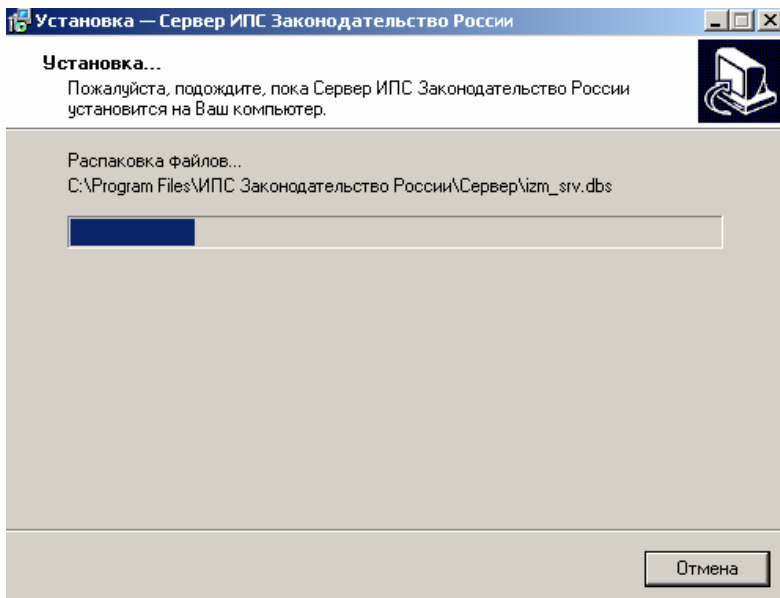 Установка — Сервер ИПС Законодательство России
Установка...
Пожалуйста, подождите, пока Сервер ИПС Законодательство России
установится на Ваш компьютер.
Распаковка файлов...
C:\Program Files\ИПС Законодательство России\Сервер\izm_srv.dbs
Отмена